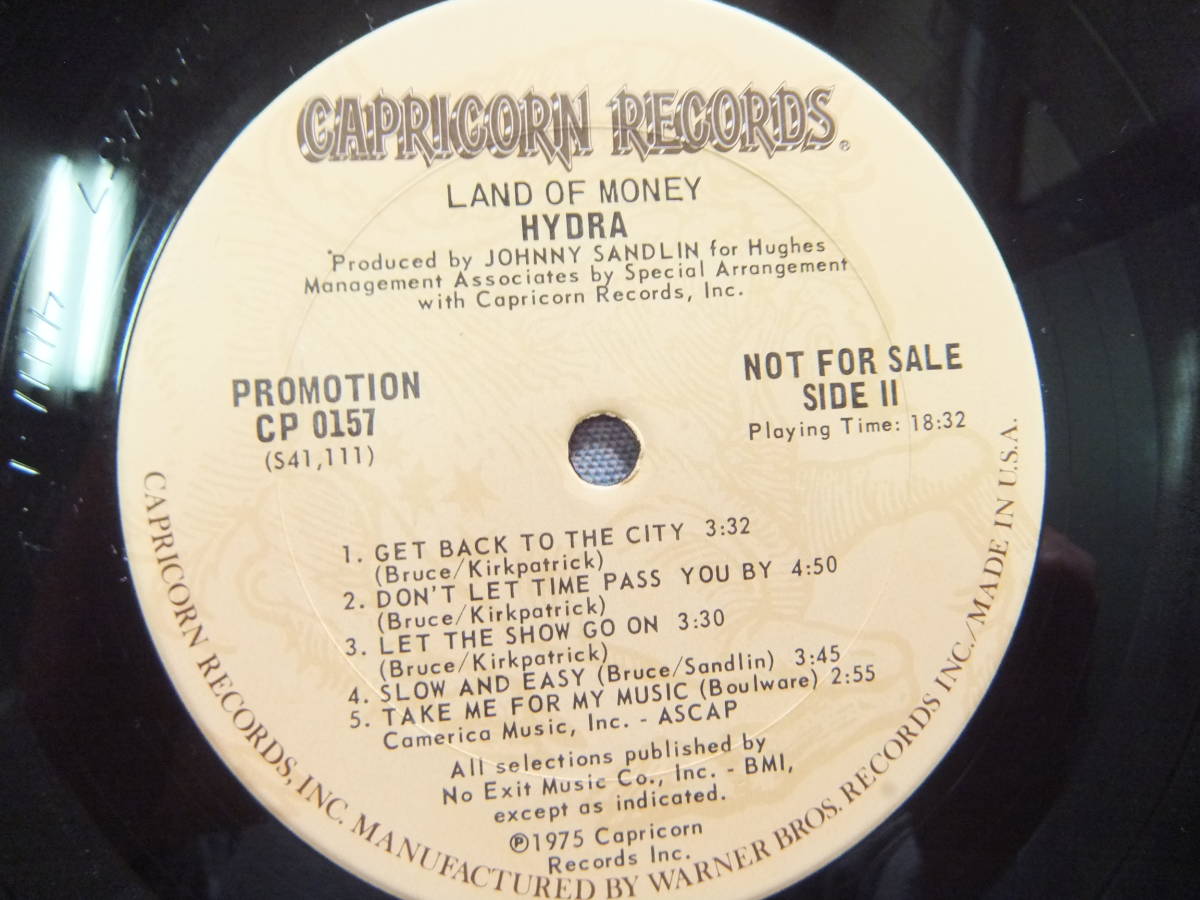 CAPRICORN RECORDS®
LAND OF MONEY
HYDRA
Produced by JOHNNY SANDLIN for Hughes
Management Associates by Special Arrangement
with Capricorn Records, Inc.
PROMOTION
CP 0157
(S41,111)
NOT FOR SALE
SIDE II
Playing Time: 18:32
1. GET BACK TO THE CITY 3:32
(Bruce/Kirkpatrick)
2. DON'T LET TIME PASS YOU BY 4:50
(Bruce/Kirkpatrick)
3. LET THE SHOW GO ON 3:30
(Bruce/Kirkpatrick)
4. SLOW AND EASY (Bruce/Sandlin) 3:45
5. TAKE ME FOR MY MUSIC (Boulware) 2:55
Camerica Music, Inc. - ASCAP
All selections published by
No Exit Music Co., Inc. - BMI,
except as indicated.
℗1975 Capricorn
Records Inc.
CAPRICORN RECORDS, INC. MANUFACTURED BY WARNER BROS. RECORDS INC./MADE IN U.S.A.